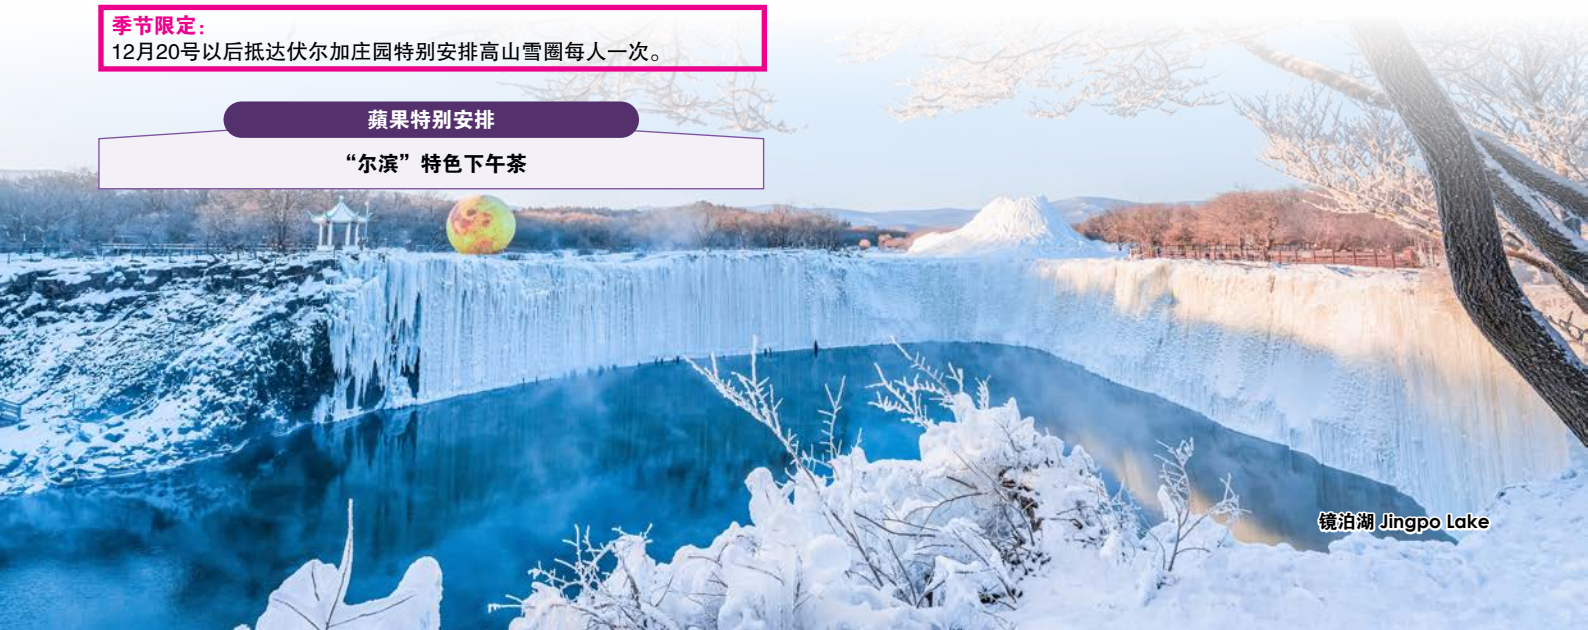 季节限定：
12月20号以后抵达伏尔加庄园特别安排高山雪圈每人一次。
蘋果特别安排
“尔滨”特色下午茶
镜泊湖 Jingpo Lake